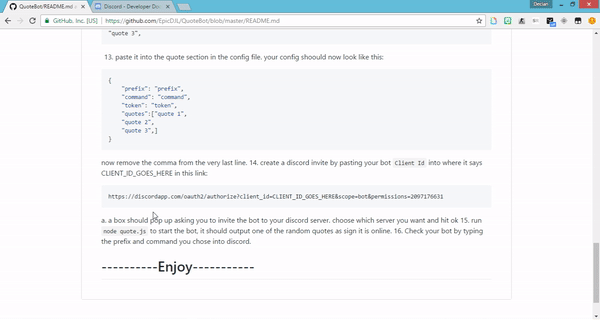 QuoteBot/README.md at
Discord - Developer Do
Declan
GitHub, Inc. [US]
https://github.com/EpicDJL/QuoteBot/blob/master/README.md
"quote 3",
13. paste it into the quote section in the config file. your config shoould now look like this:
{
"prefix": "prefix",
"command": "command",
"token": "token",
"quotes":["quote 1",
"quote 2",
"quote 3",]
}
now remove the comma from the very last line. 14. create a discord invite by pasting your bot Client Id into where it says
CLIENT_ID_GOES_HERE in this link:
https://discordapp.com/oauth2/authorize?client_id=CLIENT_ID_GOES_HERE&scope=bot&permissions=2097176631
a. a box should pop up asking you to invite the bot to your discord server. choose which server you want and hit ok 15. run
node quote.js to start the bot, it should output one of the random quotes as sign it is online. 16. Check your bot by typing
the prefix and command you chose into discord.
----------Enjoy-----------